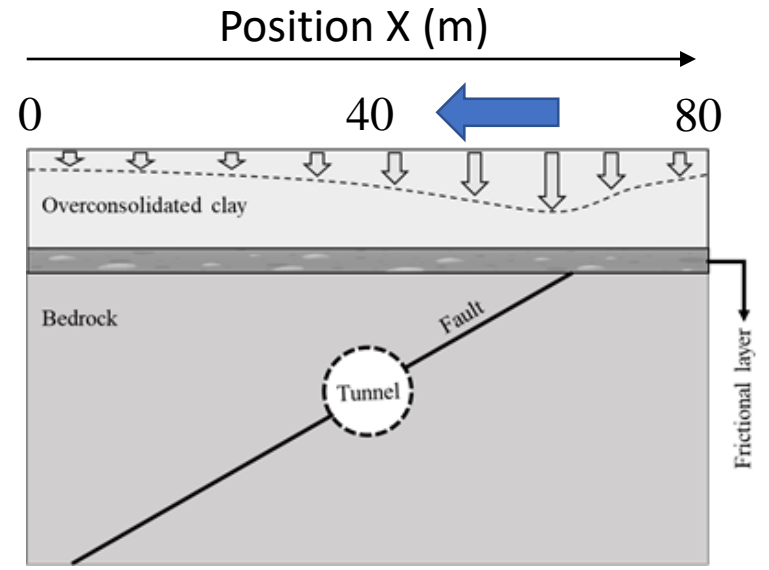 Position X (m)
0 40 80
Overconsolidated clay
Bedrock
Fault
Tunnel
Frictional layer